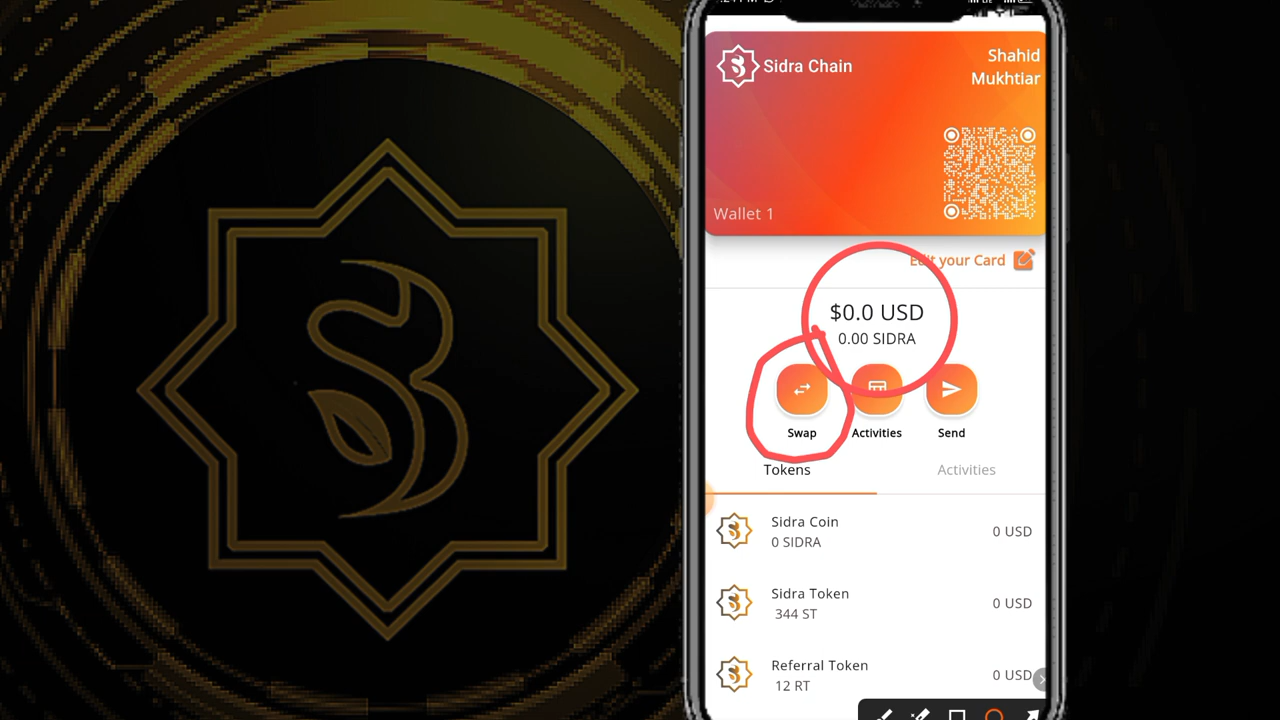 Sidra Chain
Shahid
Mukhtiar
Wallet 1
Edit your Card
$0.0 USD
0.00 SIDRA
Swap
Activities
Send
Tokens
Activities
Sidra Coin
0 SIDRA
0 USD
Sidra Token
344 ST
0 USD
Referral Token
12 RT
0 USD